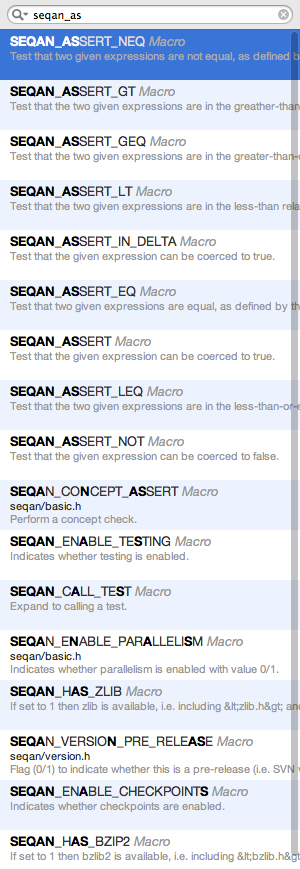 seqan_as
SEQAN_ASSERT_NEQ Macro
Test that two given expressions are not equal, as defined b
SEQAN_ASSERT_GT Macro
Test that the two given expressions are in the greather-than
SEQAN_ASSERT_GEQ Macro
Test that the two given expressions are in the greater-than-o
SEQAN_ASSERT_LT Macro
Test that the two given expressions are in the less-than rela
SEQAN_ASSERT_IN_DELTA Macro
Test that the given expression can be coerced to true.
SEQAN_ASSERT_EQ Macro
Test that two given expressions are equal, as defined by th
SEQAN_ASSERT Macro
Test that the given expression can be coerced to true.
SEQAN_ASSERT_LEQ Macro
Test that the two given expressions are in the less-than-or-e
SEQAN_ASSERT_NOT Macro
Test that the given expression can be coerced to false.
SEQAN_CONCEPT_ASSERT Macro
seqan/basic.h
Perform a concept check.
SEQAN_ENABLE_TESTING Macro
Indicates whether testing is enabled.
SEQAN_CALL_TEST Macro
Expand to calling a test.
SEQAN_ENABLE_PARALLELISM Macro
seqan/basic.h
Indicates whether parallelism is enabled with value 0/1.
SEQAN_HAS_ZLIB Macro
If set to 1 then zlib is available, i.e. including &lt;zlib.h&gt; and
SEQAN_VERSION_PRE_RELEASE Macro
seqan/version.h
Flag (0/1) to indicate whether this is a pre-release (i.e. SVN v
SEQAN_ENABLE_CHECKPOINTS Macro
Indicates whether checkpoints are enabled.
SEQAN_HAS_BZIP2 Macro
If set to 1 then bzlib2 is available, i.e. including &lt;bzlib.h&gt